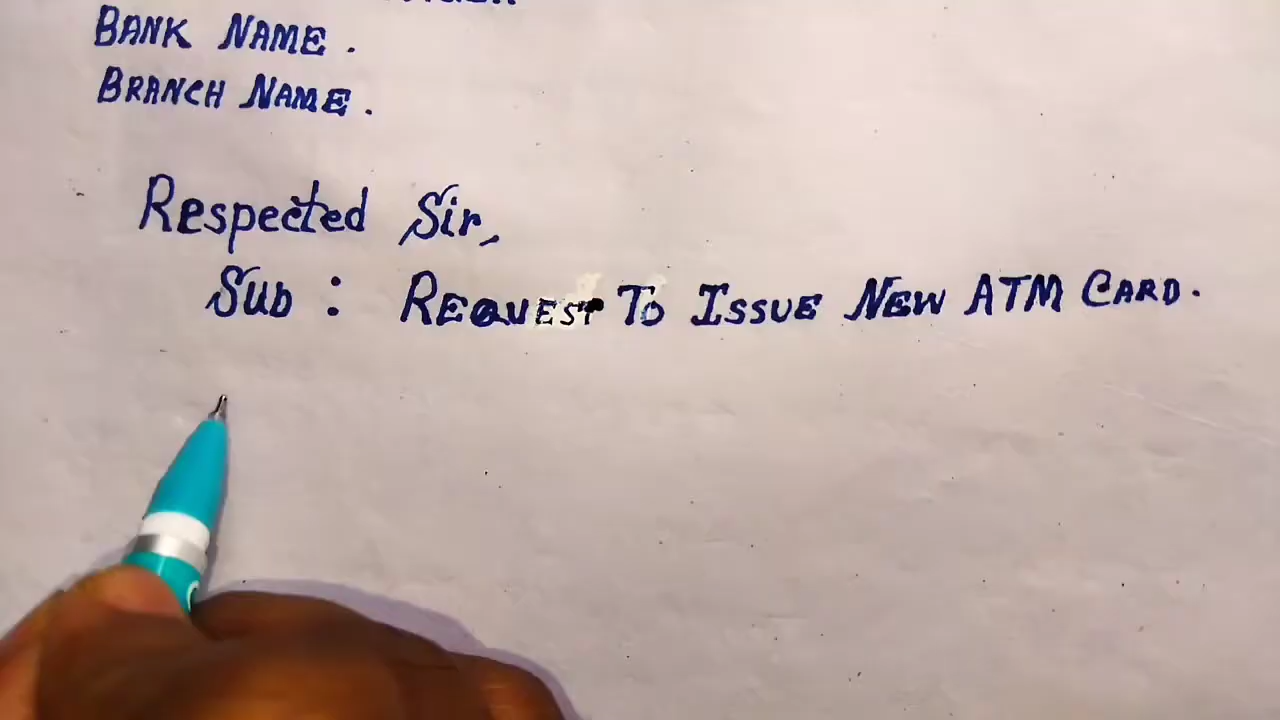 BANK NAME.
BRANCH NAME.
Respected Sir,
Sub : REQUEST TO ISSUE NEW ATM CARD.